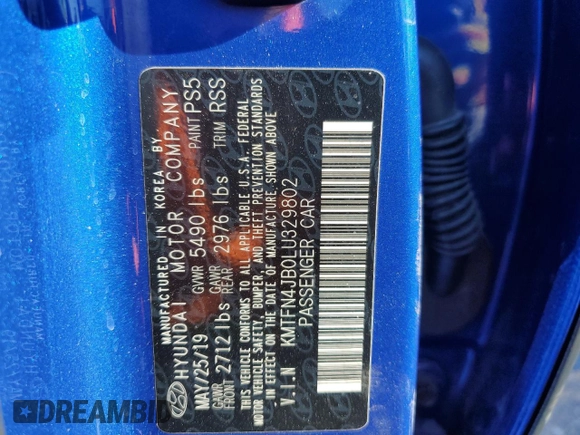 MANUFACTURED IN KOREA BY
HYUNDAI MOTOR COMPANY
MAY/25/19 GVWR 5490 lbs PAINT PS5
GAWR FRONT 2712 lbs GAWR REAR 2976 lbs TRIM RSS
THIS VEHICLE CONFORMS TO ALL APPLICABLE U.S.A. FEDERAL
MOTOR VEHICLE SAFETY, BUMPER, AND THEFT PREVENTION STANDARDS
IN EFFECT ON THE DATE OF MANUFACTURE SHOWN ABOVE
V.I.N KMTFN4JB0LU329802
PASSENGER CAR
DREAMBID